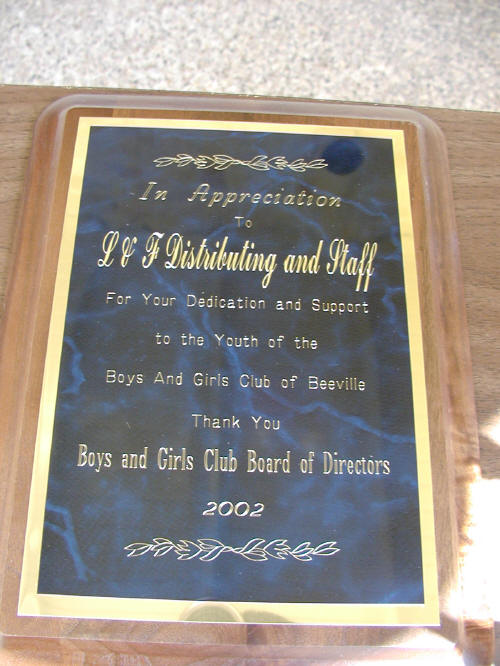 In Appreciation
To
L & F Distributing and Staff
For Your Dedication and Support
to the Youth of the
Boys And Girls Club of Beeville
Thank You
Boys and Girls Club Board of Directors
2002